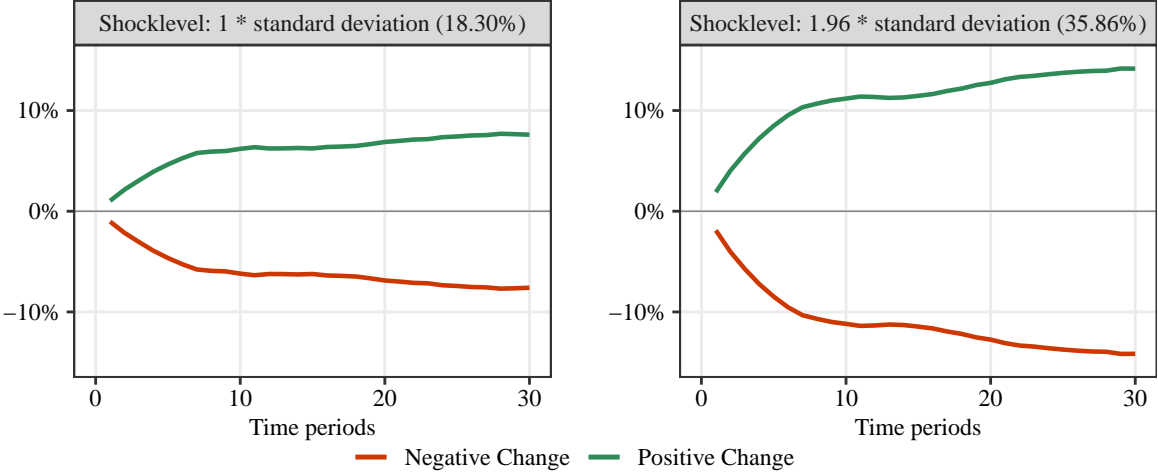 Shocklevel: 1 * standard deviation (18.30%)
Shocklevel: 1.96 * standard deviation (35.86%)
10%
0%
−10%
0 10 20 30
Time periods
10%
0%
−10%
0 10 20 30
Time periods
Negative Change Positive Change